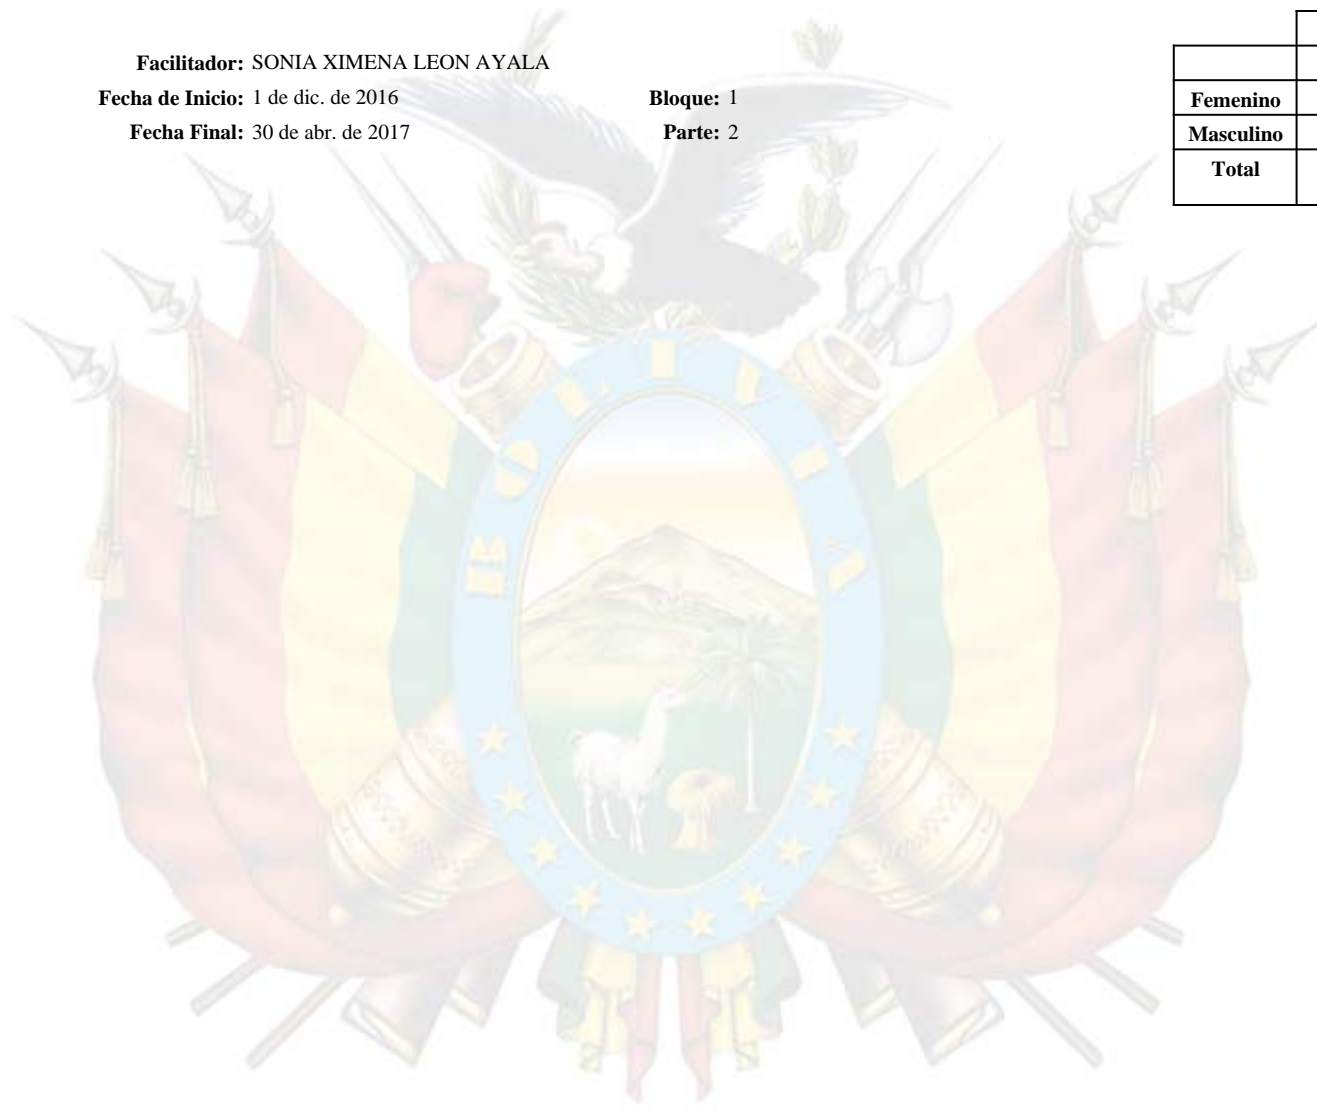 Facilitador: SONIA XIMENA LEON AYALA
Fecha de Inicio: 1 de dic. de 2016 Bloque: 1
Fecha Final: 30 de abr. de 2017 Parte: 2
Femenino
Masculino
Total
BOLIVIA